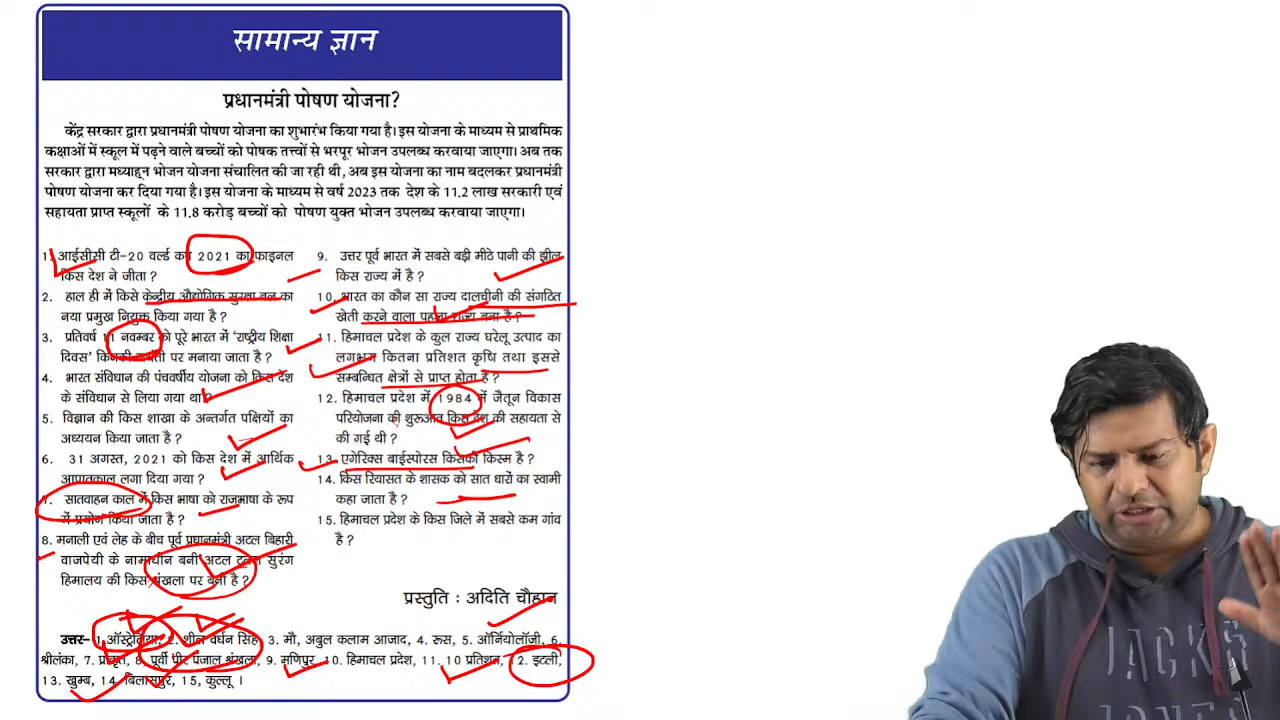 सामान्य ज्ञान
प्रधानमंत्री पोषण योजना?
केंद्र सरकार द्वारा प्रधानमंत्री पोषण योजना का शुभारंभ किया गया है। इस योजना के माध्यम से प्राथमिक
कक्षाओं में स्कूल में पढ़ने वाले बच्चों को पोषक तत्त्वों से भरपूर भोजन उपलब्ध करवाया जाएगा। अब तक
सरकार द्वारा मध्याह्न भोजन योजना संचालित की जा रही थी, अब इस योजना का नाम बदलकर प्रधानमंत्री
पोषण योजना कर दिया गया है। इस योजना के माध्यम से वर्ष 2023 तक देश के 11.2 लाख सरकारी एवं
सहायता प्राप्त स्कूलों के 11.8 करोड़ बच्चों को पोषण युक्त भोजन उपलब्ध करवाया जाएगा।
1. आईसीसी टी-20 वर्ल्ड कप 2021 का फाइनल
किस देश ने जीता ?
2. हाल ही में किसे केन्द्रीय औद्योगिक सुरक्षा बल का
नया प्रमुख नियुक्त किया गया है ?
3. प्रतिवर्ष 11 नवम्बर को पूरे भारत में 'राष्ट्रीय शिक्षा
दिवस' किनकी जयंती पर मनाया जाता है ?
4. भारत संविधान की पंचवर्षीय योजना को किस देश
के संविधान से लिया गया था ?
5. विज्ञान की किस शाखा के अन्तर्गत पक्षियों का
अध्ययन किया जाता है ?
6. 31 अगस्त, 2021 को किस देश में आर्थिक
आपातकाल लगा दिया गया ?
7. सातवाहन काल में किस भाषा को राजभाषा के रूप
में प्रयोग किया जाता है ?
8. मनाली एवं लेह के बीच पूर्व प्रधानमंत्री अटल बिहारी
वाजपेयी के नामाधीन बनी अटल टनल सुरंग
हिमालय की किस श्रंखला पर बनी है ?
9. उत्तर पूर्व भारत में सबसे बड़ी मीठे पानी की झील
किस राज्य में है ?
10. भारत का कौन सा राज्य दालचीनी की संगठित
खेती करने वाला पहला राज्य बना है ?
11. हिमाचल प्रदेश के कुल राज्य घरेलू उत्पाद का
लगभग कितना प्रतिशत कृषि तथा इससे
सम्बन्धित क्षेत्रों से प्राप्त होता है ?
12. हिमाचल प्रदेश में 1984 में जैतून विकास
परियोजना की शुरूआत किस देश की सहायता से
की गई थी ?
13. एगेरिक्स बाईस्पोरस किसकी किस्म है ?
14. किस रियासत के शासक को सात धारों का स्वामी
कहा जाता है ?
15. हिमाचल प्रदेश के किस जिले में सबसे कम गांव
है ?
प्रस्तुति : अदिति चौहान
उत्तर- 1. ऑस्ट्रेलिया, 2. शील वर्धन सिंह, 3. मौ, अबुल कलाम आजाद, 4. रूस, 5. ऑर्नियोलॉजी, 6.
श्रीलंका, 7. प्राकृत, 8. पूर्वी पीर पंजाल श्रंखला, 9. मणिपुर, 10. हिमाचल प्रदेश, 11. 10 प्रतिशत, 12. इटली,
13. खुम्ब, 14. बिलासपुर, 15, कुल्लू ।
JACK &
JONES